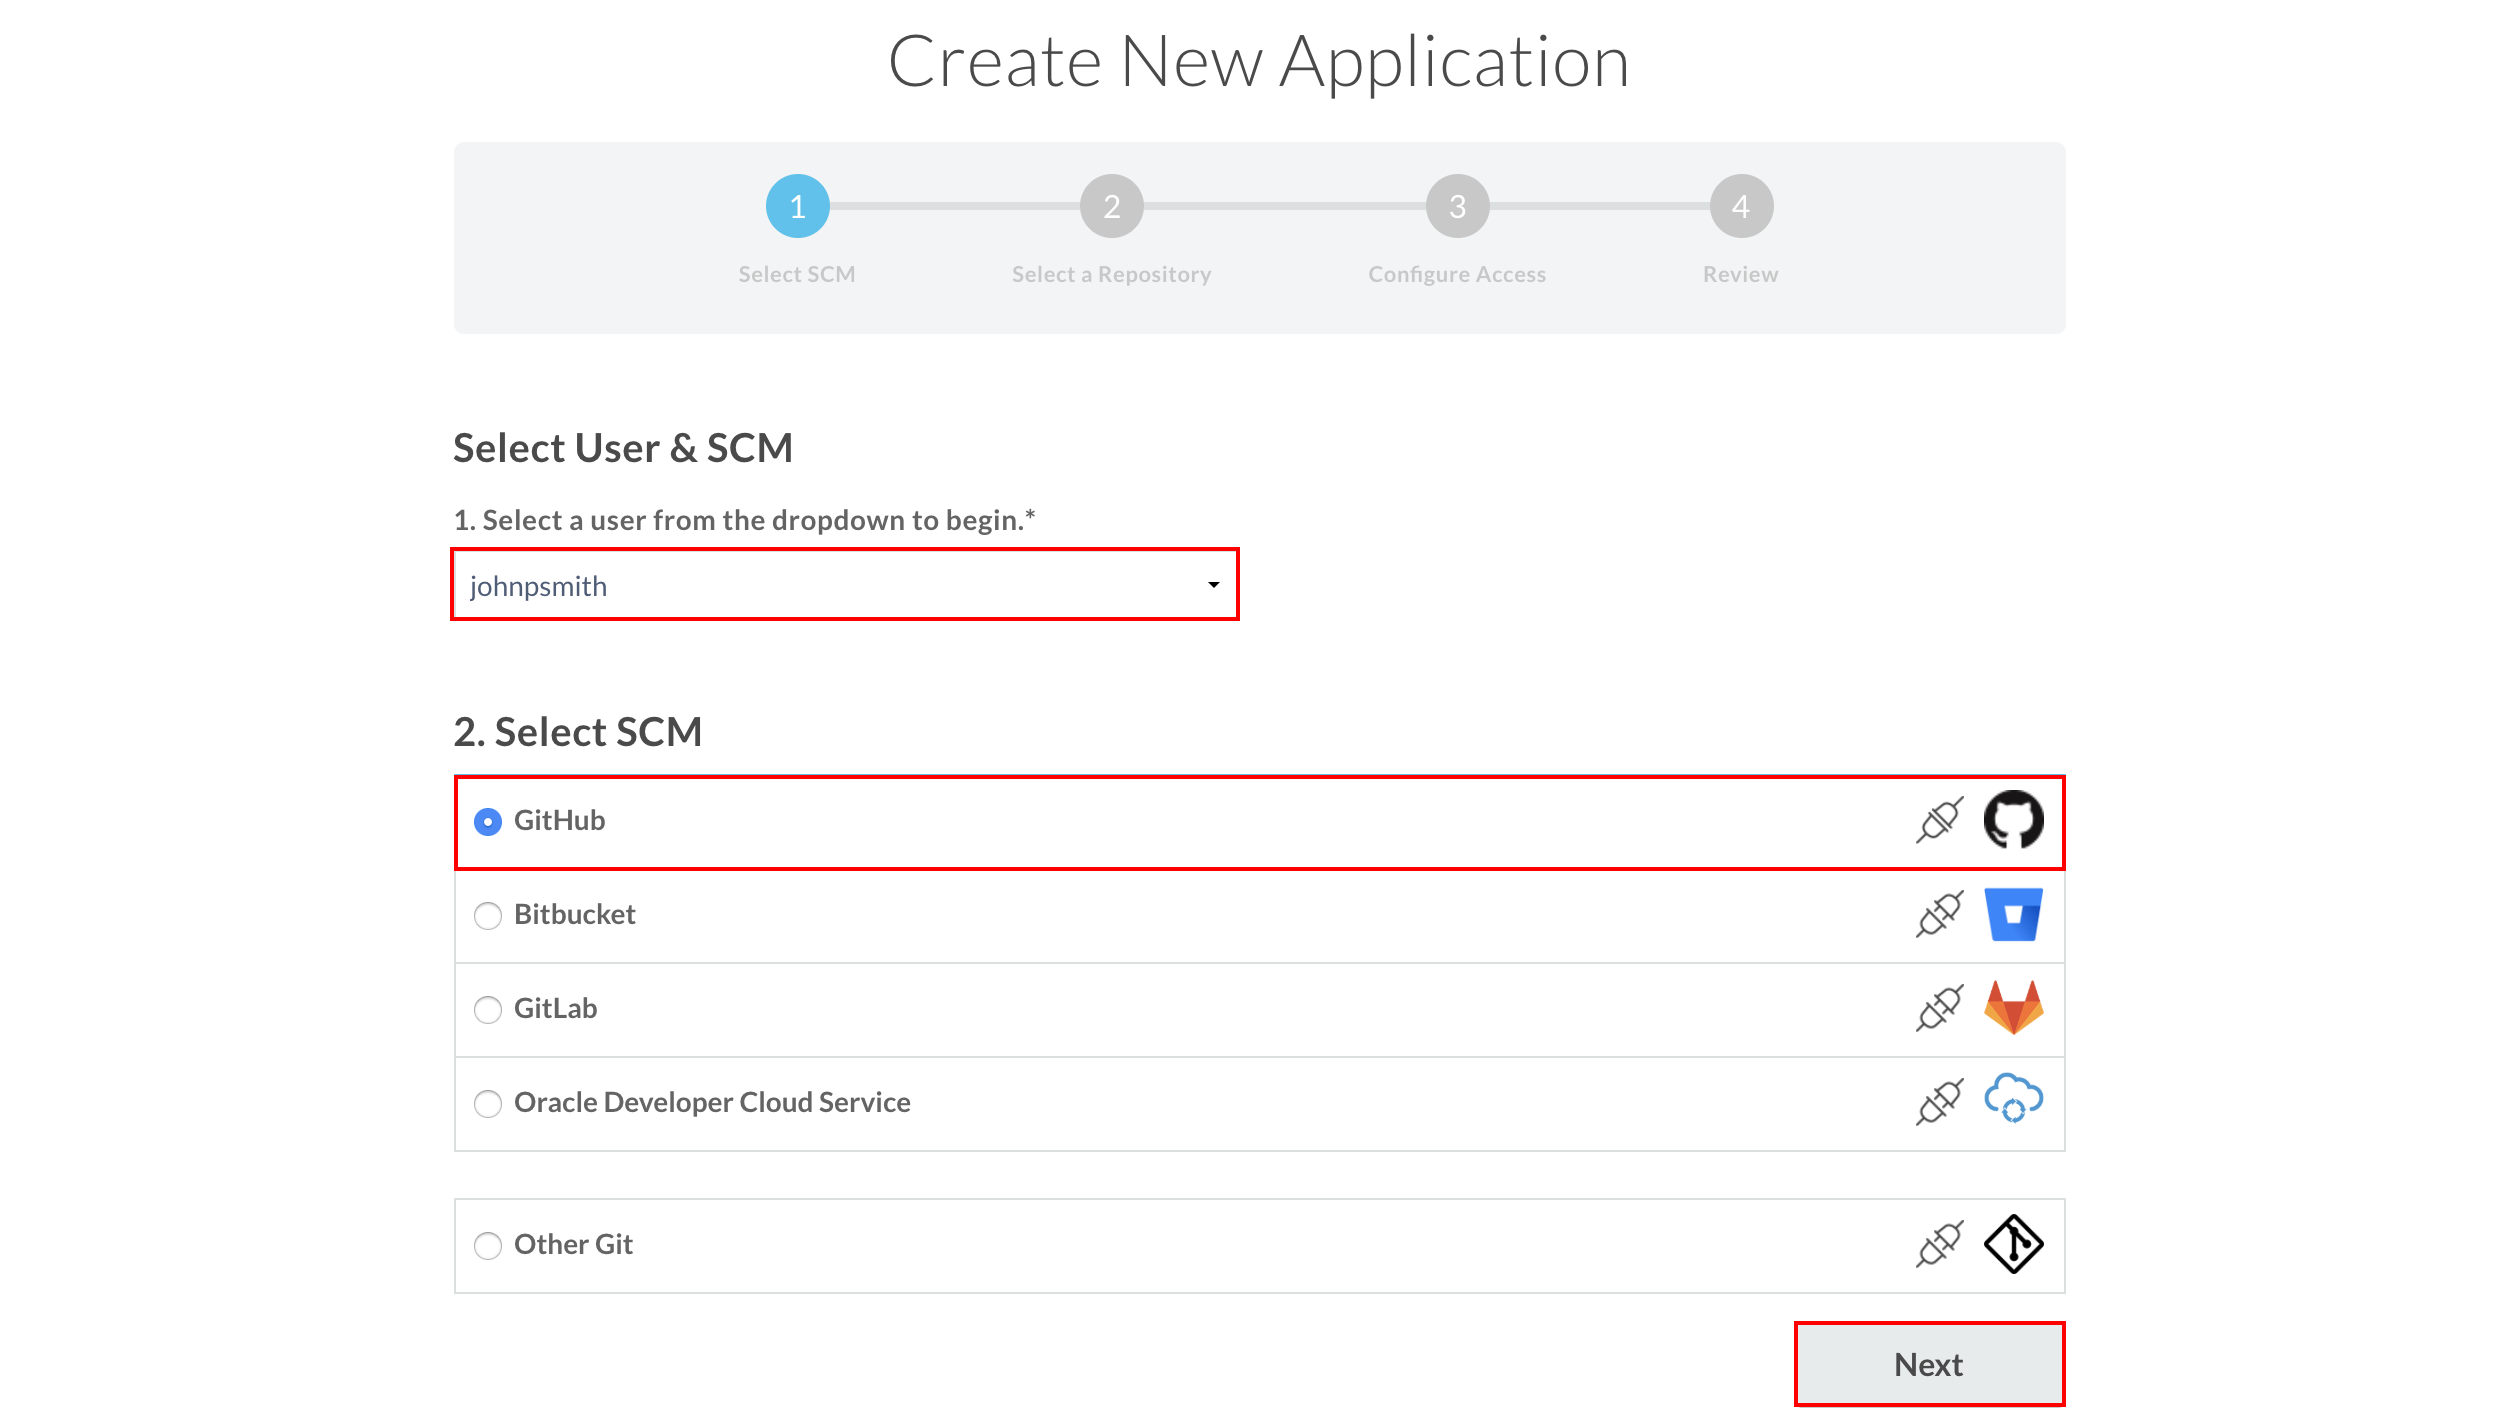 Create New Application
1 2 3 4
Select SCM Select a Repository Configure Access Review
Select User & SCM
1. Select a user from the dropdown to begin.*
johnpsmith
2. Select SCM
GitHub
Bitbucket
GitLab
Oracle Developer Cloud Service
Other Git
Next